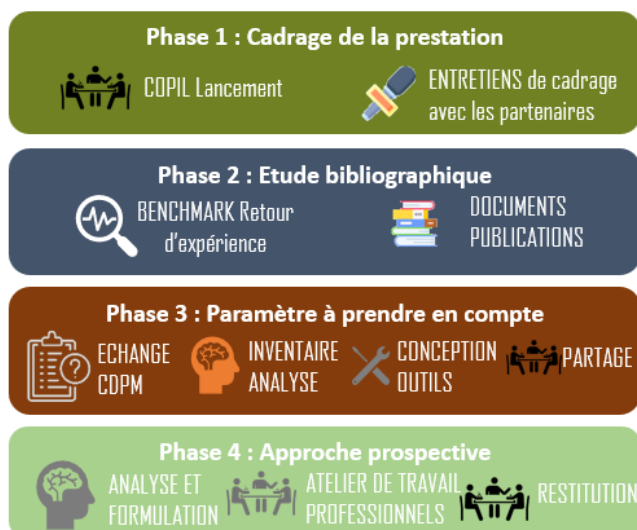 Phase 1 : Cadrage de la prestation
COPIL Lancement
ENTRETIENS de cadrage
avec les partenaires
Phase 2 : Etude bibliographique
BENCHMARK Retour
d'expérience
DOCUMENTS
PUBLICATIONS
Phase 3 : Paramètre à prendre en compte
ECHANGE
CDPM
INVENTAIRE
ANALYSE
CONCEPTION
OUTILS
PARTAGE
Phase 4 : Approche prospective
ANALYSE ET
FORMULATION
ATELIER DE TRAVAIL
PROFESSIONNELS
RESTITUTION